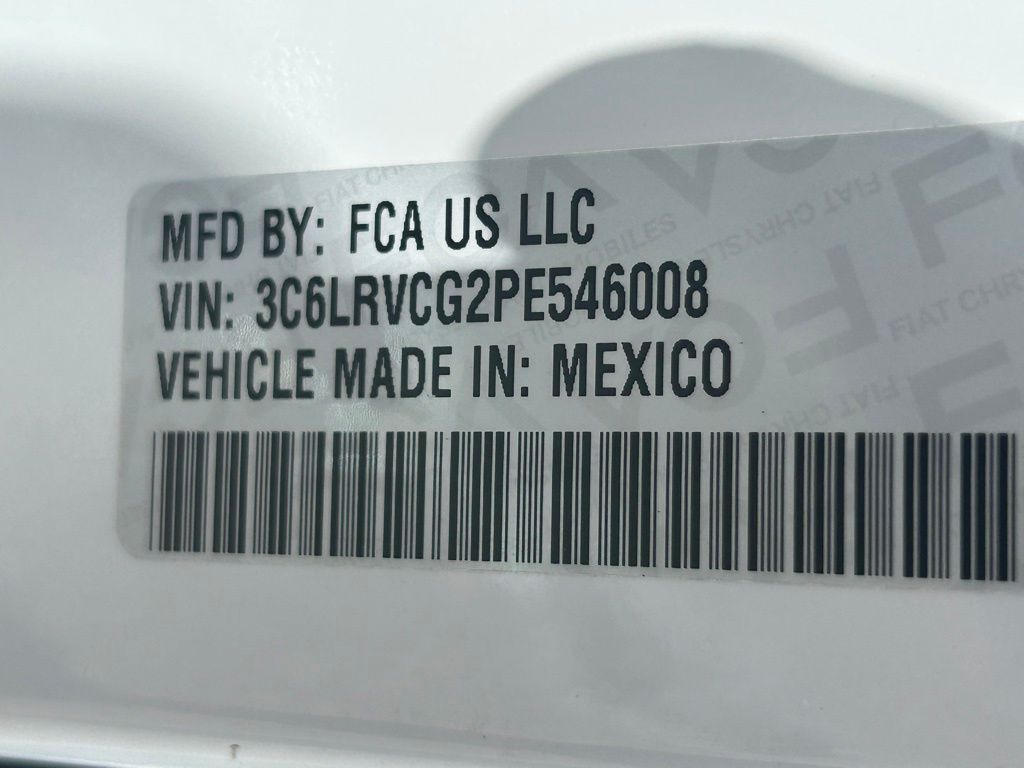 MFD BY: FCA US LLC
VIN: 3C6LRVCG2PE546008
VEHICLE MADE IN: MEXICO